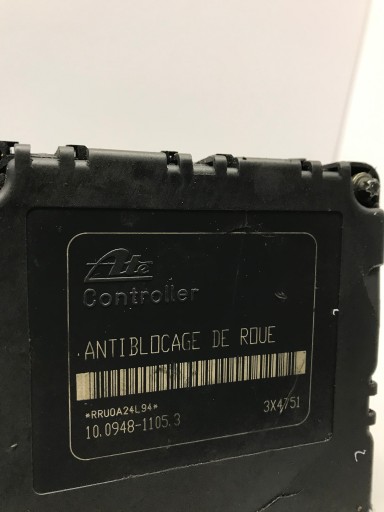 Ate
Controller
ANTIBLOCAGE DE ROUE
*RRU0A24L94*
3X4751
10.0948-1105.3